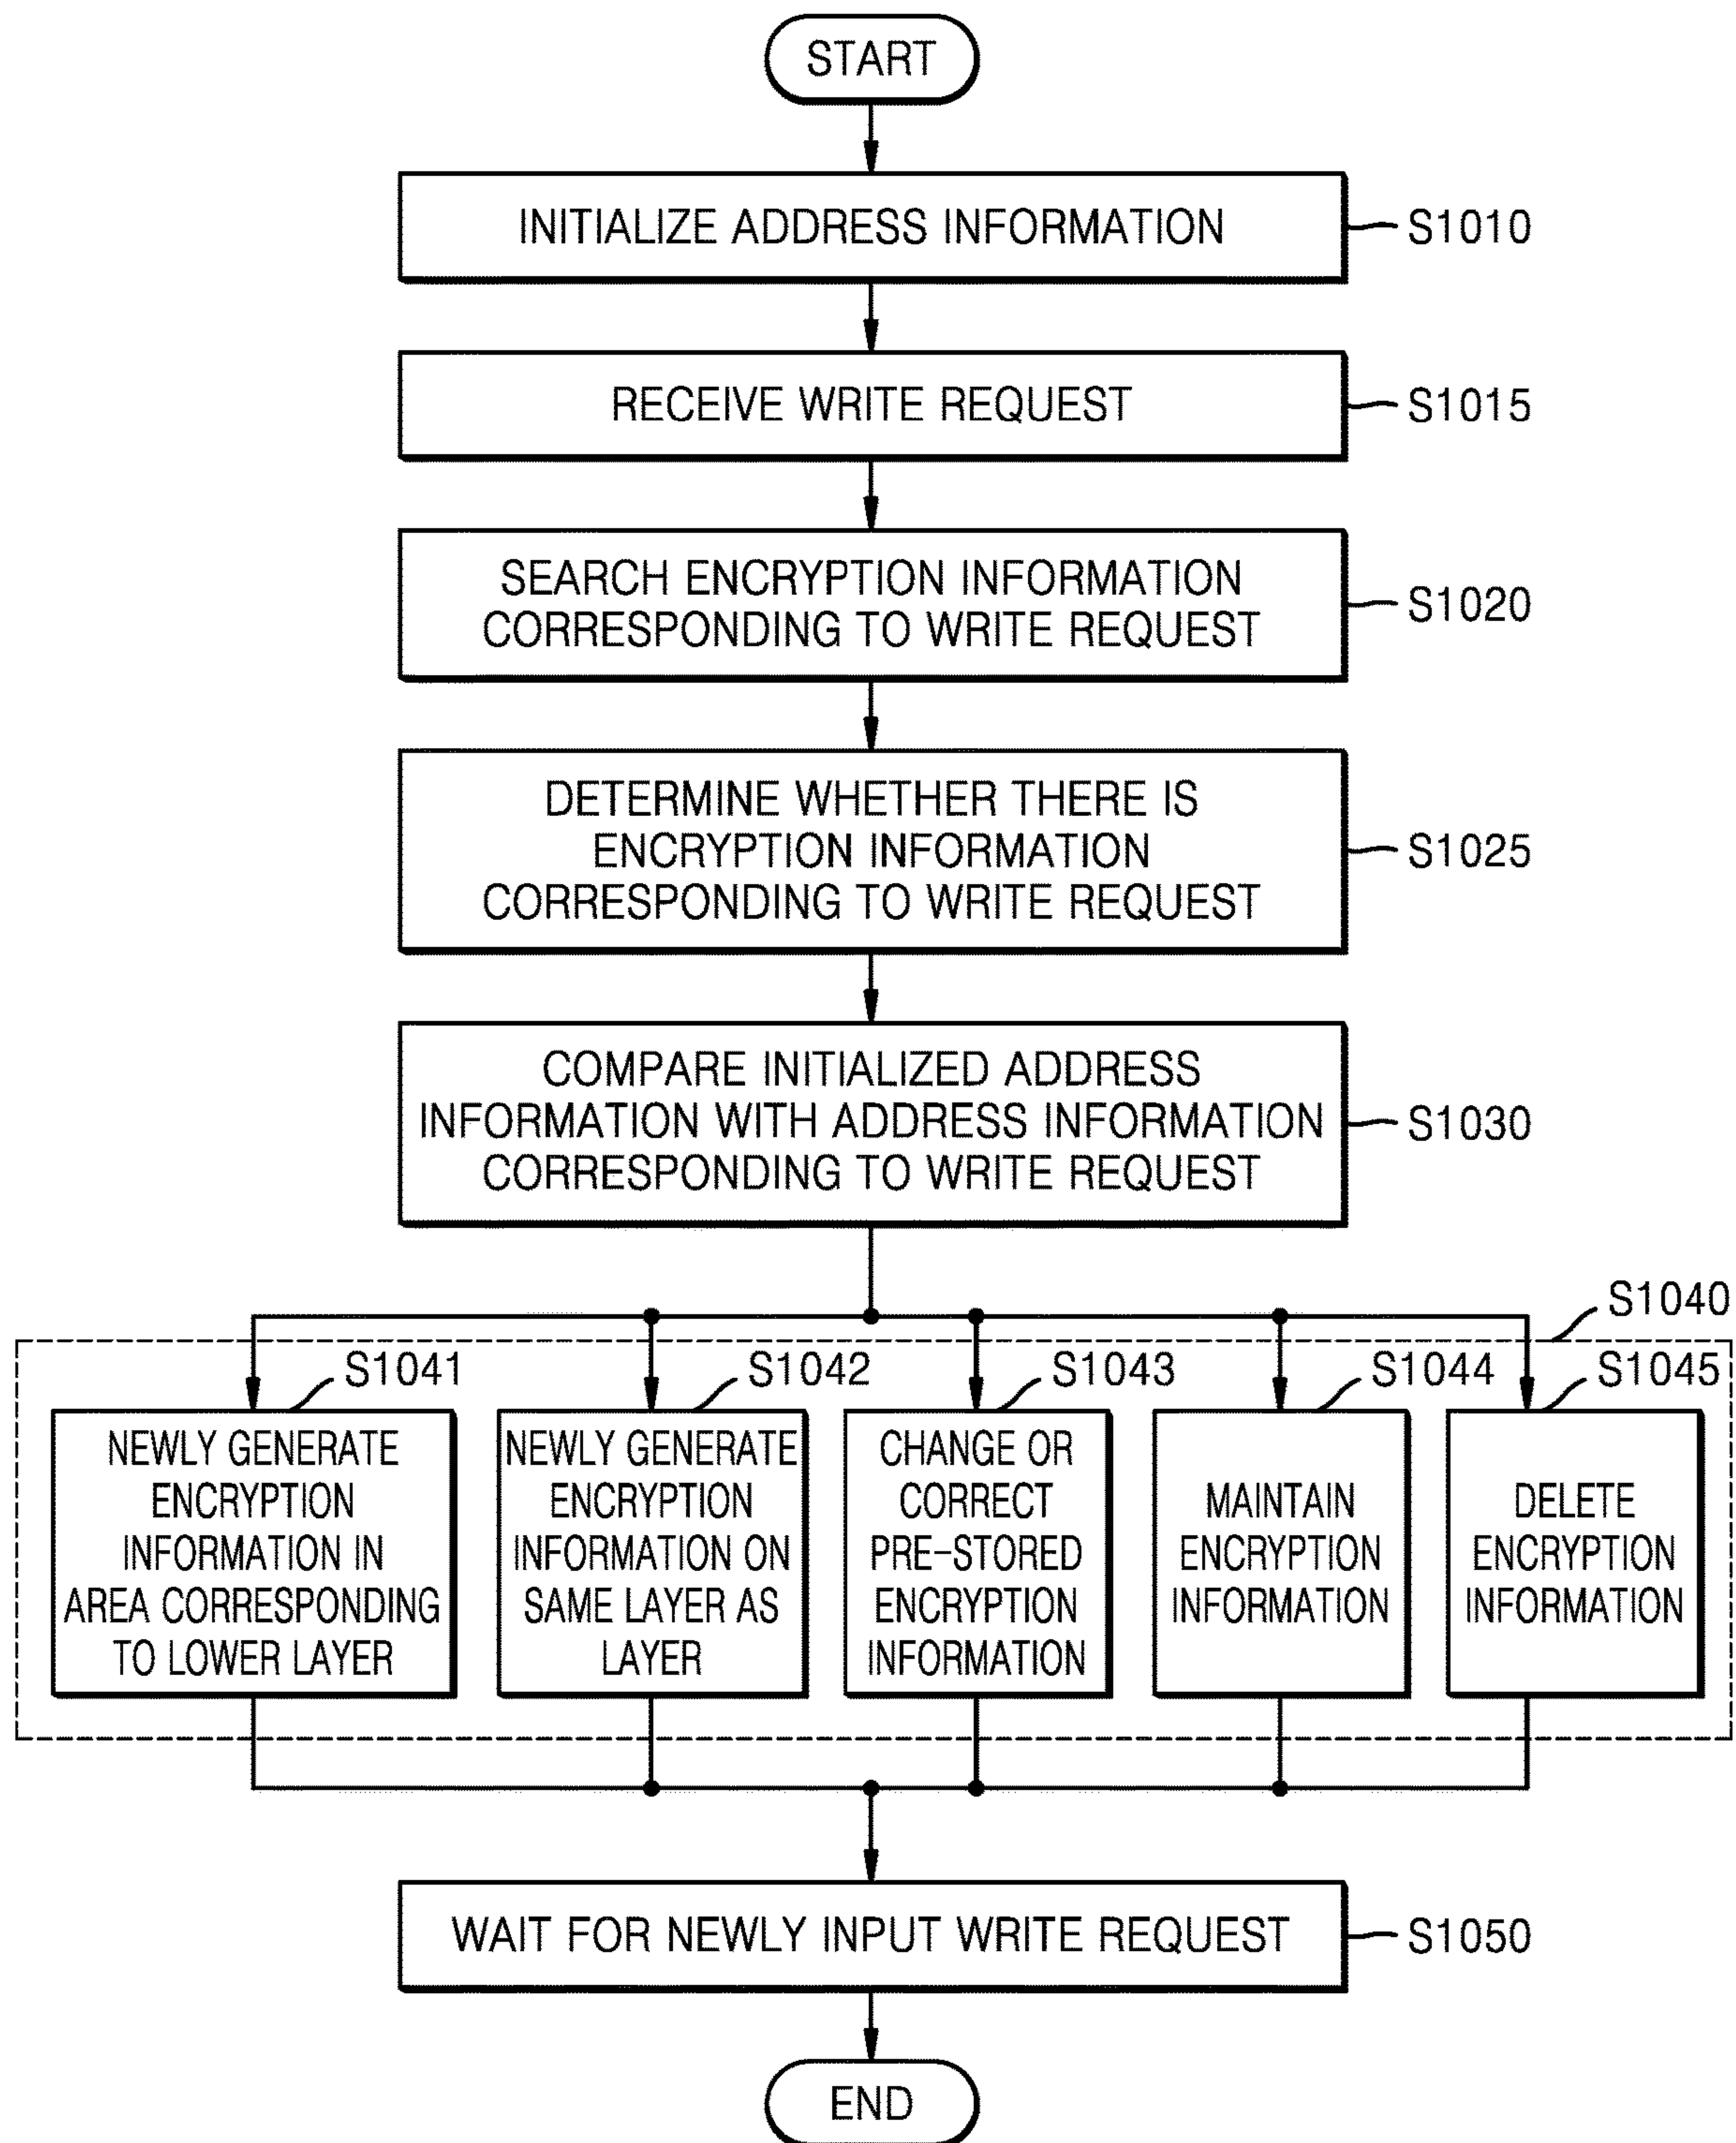 START
INITIALIZE ADDRESS INFORMATION
S1010
RECEIVE WRITE REQUEST
S1015
SEARCH ENCRYPTION INFORMATION
CORRESPONDING TO WRITE REQUEST
S1020
DETERMINE WHETHER THERE IS
ENCRYPTION INFORMATION
CORRESPONDING TO WRITE REQUEST
S1025
COMPARE INITIALIZED ADDRESS
INFORMATION WITH ADDRESS INFORMATION
CORRESPONDING TO WRITE REQUEST
S1030
S1040
S1041
NEWLY GENERATE
ENCRYPTION
INFORMATION IN
AREA CORRESPONDING
TO LOWER LAYER
S1042
NEWLY GENERATE
ENCRYPTION
INFORMATION ON
SAME LAYER AS
LAYER
S1043
CHANGE OR
CORRECT
PRE-STORED
ENCRYPTION
INFORMATION
S1044
MAINTAIN
ENCRYPTION
INFORMATION
S1045
DELETE
ENCRYPTION
INFORMATION
WAIT FOR NEWLY INPUT WRITE REQUEST
S1050
END